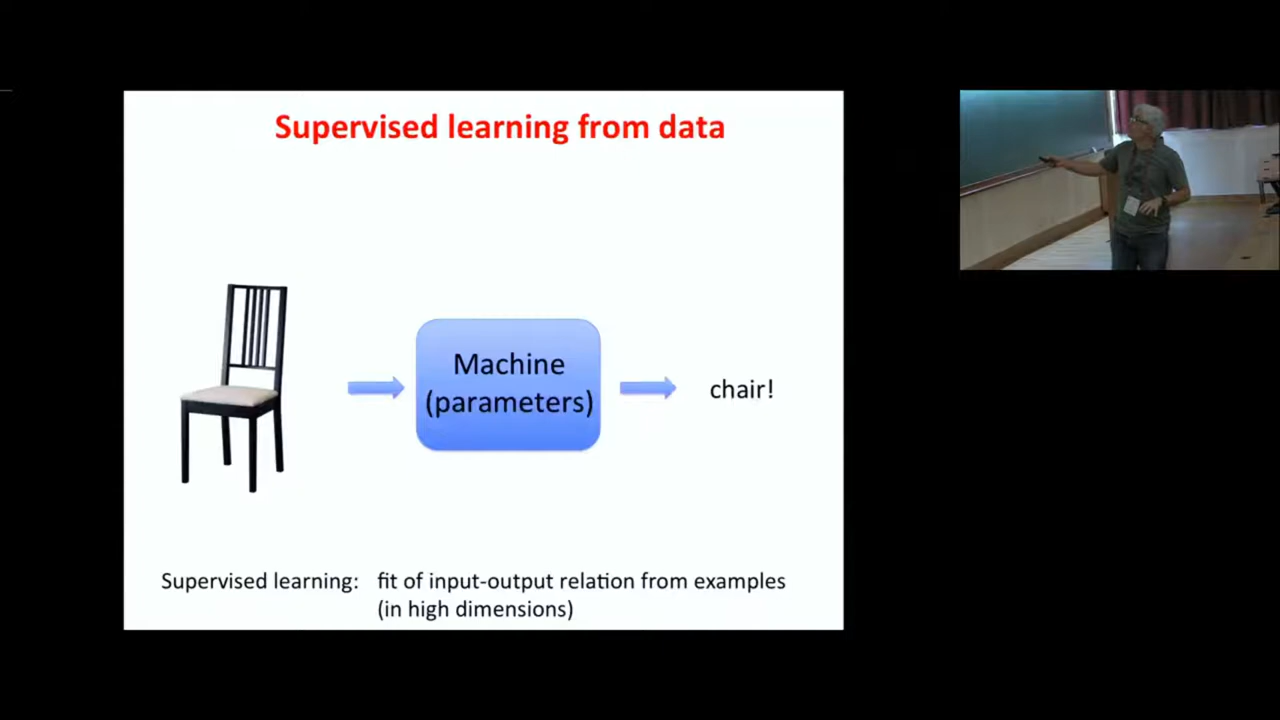 Supervised learning from data
Machine
(parameters)
chair!
Supervised learning: fit of input-output relation from examples
(in high dimensions)